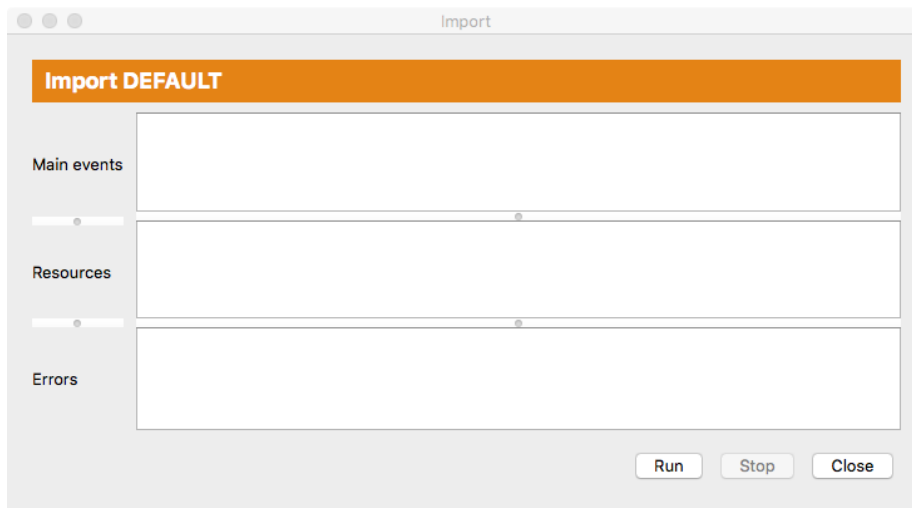 Import
Import DEFAULT
Main events
Resources
Errors
Run Stop Close